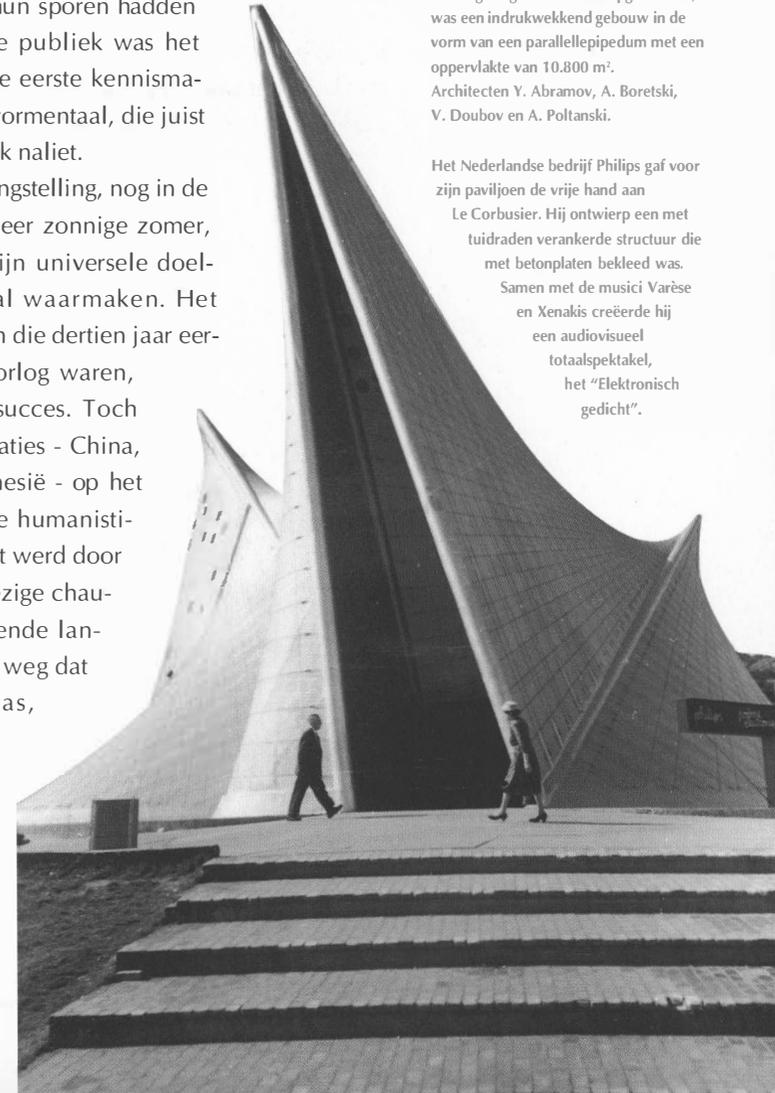 un sporen hadden
e publiek was het
e eerste kennisma-
ormentaal, die juist
k naliet.
ngstelling, nog in de
eer zonnige zomer,
ijn universele doel-
al waarmaken. Het
n die dertien jaar eer-
orlog waren,
succes. Toch
aties - China,
nesië - op het
e humanisti-
t werd door
zige chau-
ende lan-
weg dat
as,
was een indrukwekkend gebouw in de
vorm van een parallellepipedum met een
oppervlakte van 10.800 m².
Architecten Y. Abramov, A. Boretski,
V. Doubov en A. Poltanski.
Het Nederlandse bedrijf Philips gaf voor
zijn paviljoen de vrije hand aan
Le Corbusier. Hij ontwierp een met
tuidraden verankerde structuur die
met betonplaten bekleed was.
Samen met de musici Varèse
en Xenakis creëerde hij
een audiovisueel
totaalspektakel,
het “Elektronisch
gedicht”.
philips